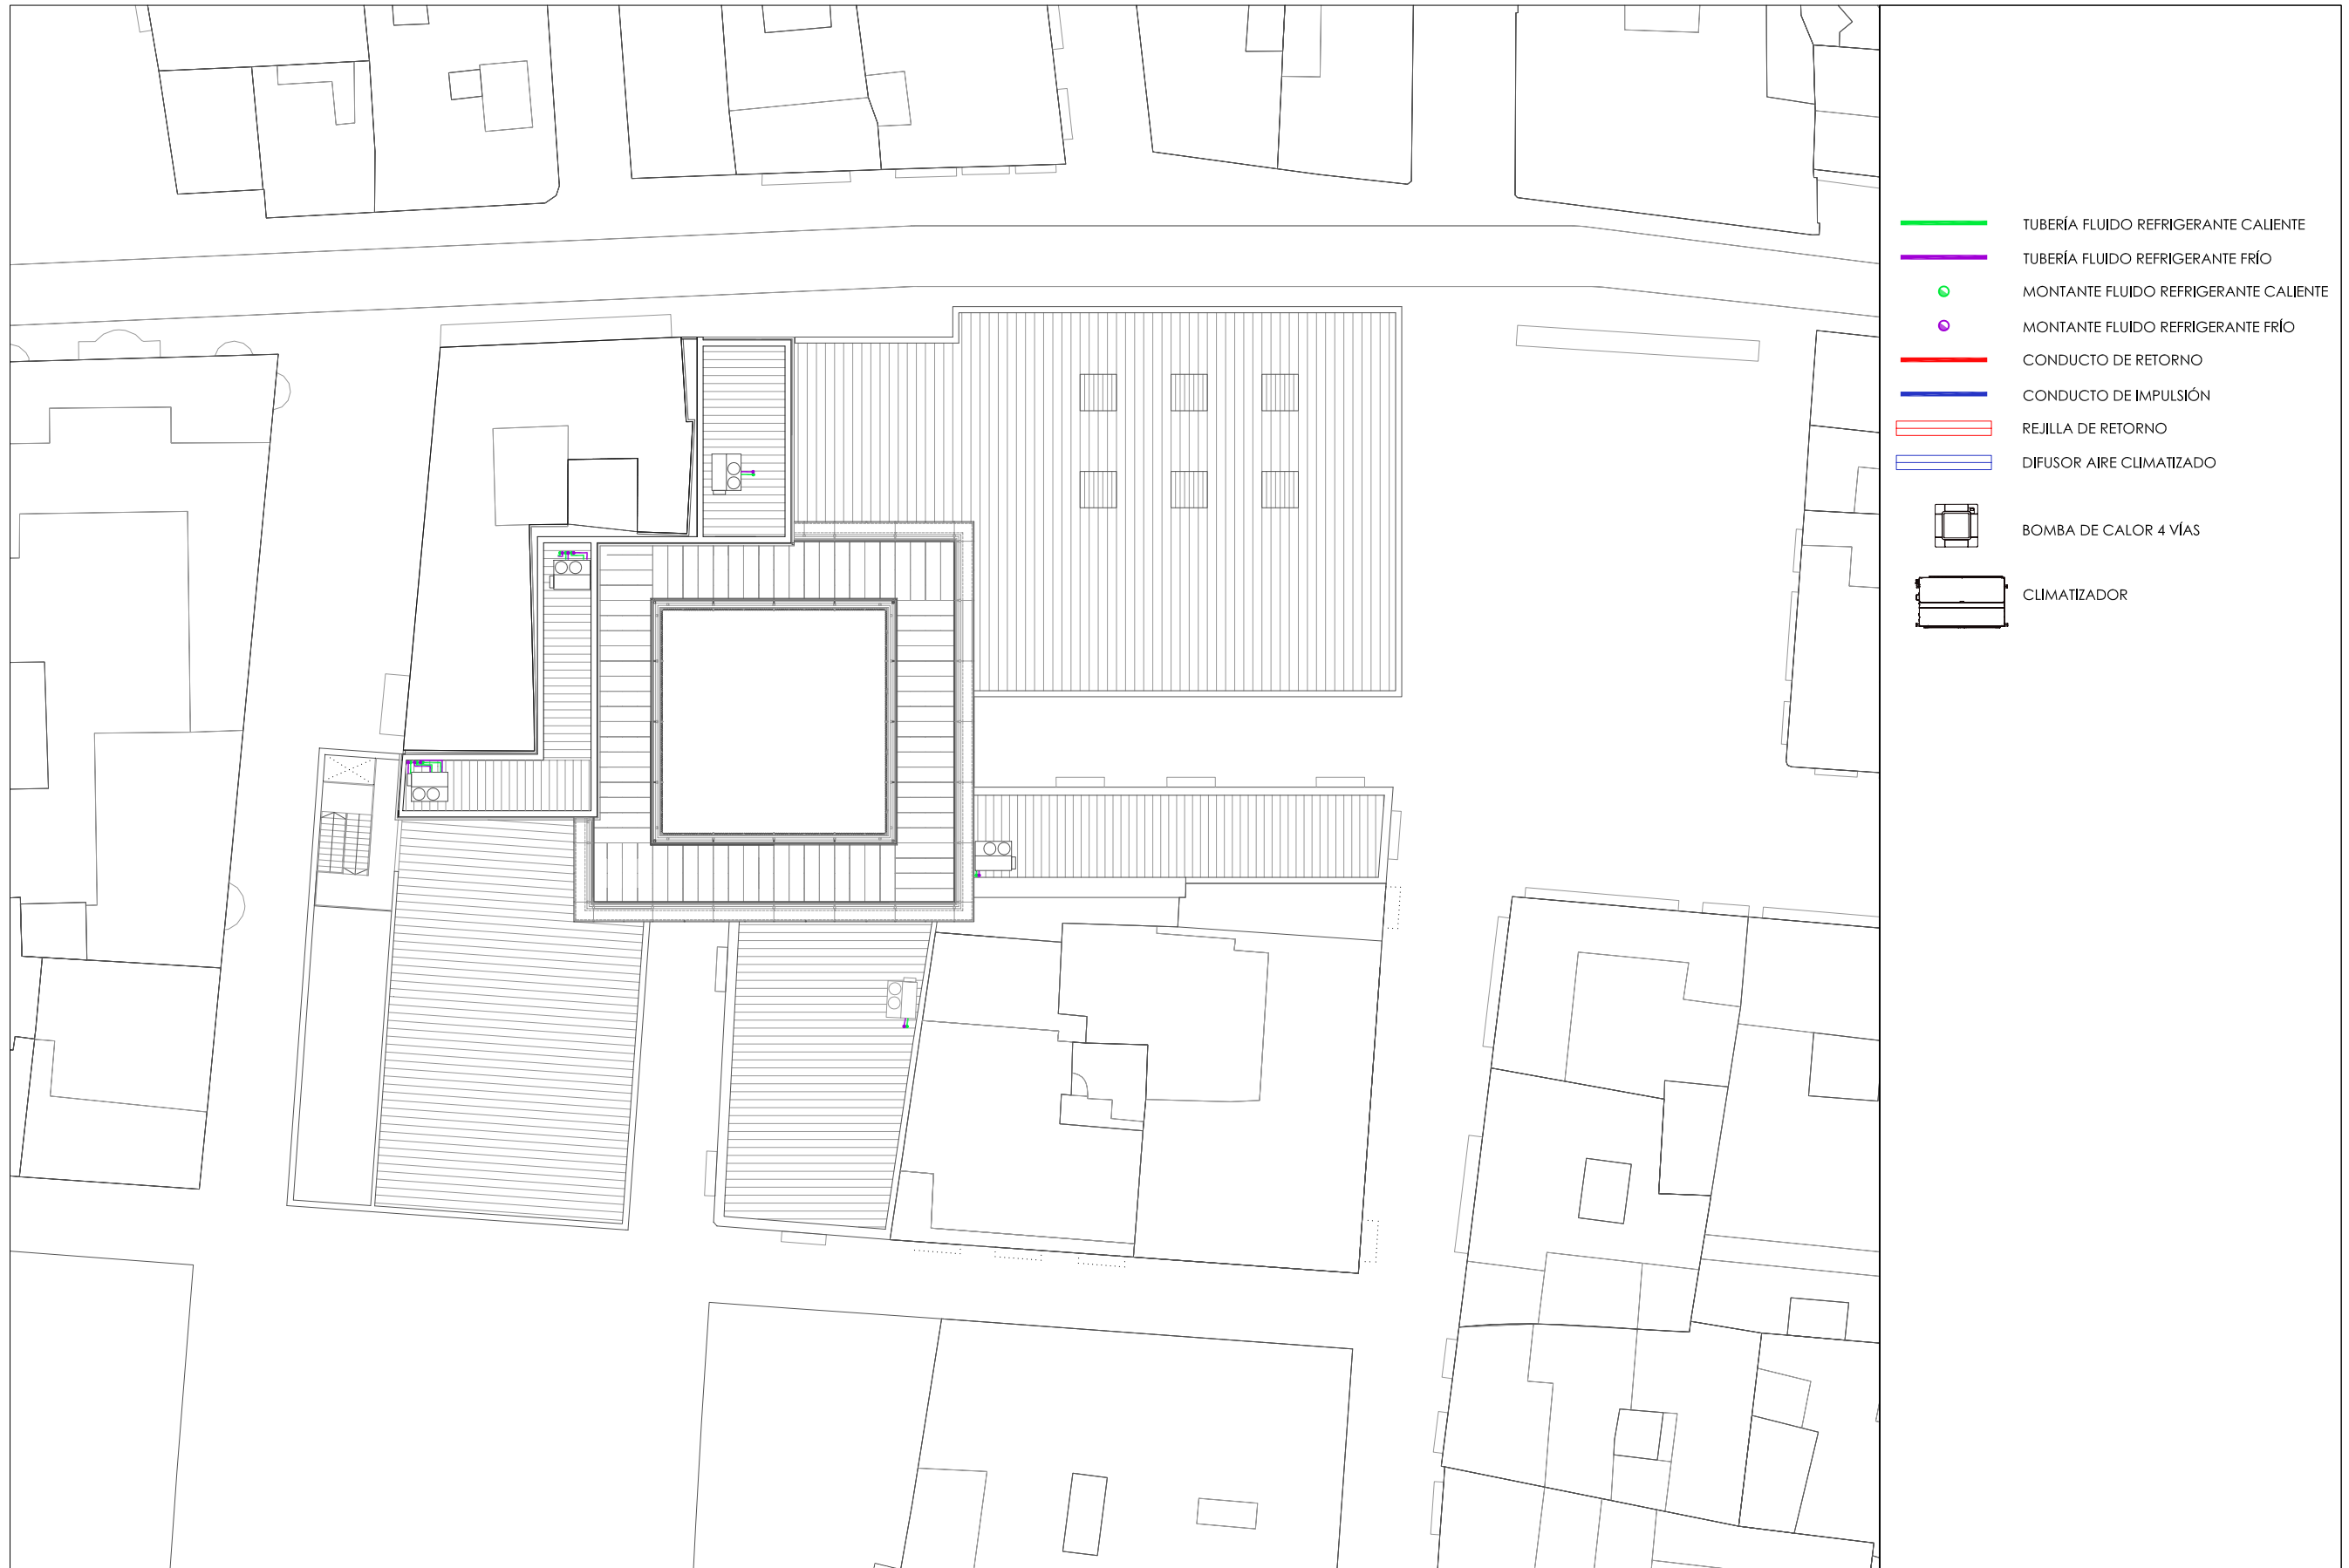 TUBERÍA FLUIDO REFRIGERANTE CALIENTE
TUBERÍA FLUIDO REFRIGERANTE FRÍO
MONTANTE FLUIDO REFRIGERANTE CALIENTE
MONTANTE FLUIDO REFRIGERANTE FRÍO
CONDUCTO DE RETORNO
CONDUCTO DE IMPULSIÓN
REJILLA DE RETORNO
DIFUSOR AIRE CLIMATIZADO
BOMBA DE CALOR 4 VÍAS
CLIMATIZADOR